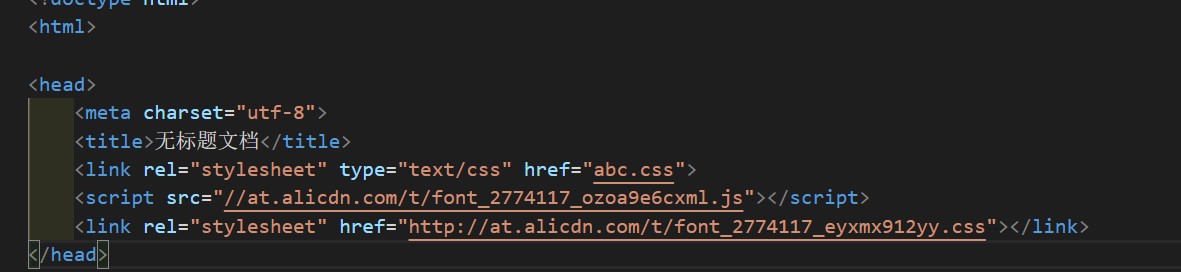 <!doctype html>
<html>
<head>
<meta charset="utf-8">
<title>无标题文档</title>
<link rel="stylesheet" type="text/css" href="abc.css">
<script src="//at.alicdn.com/t/font_2774117_ozoa9e6cxml.js"></script>
<link rel="stylesheet" href="http://at.alicdn.com/t/font_2774117_eyxmx912yy.css"></link>
</head>